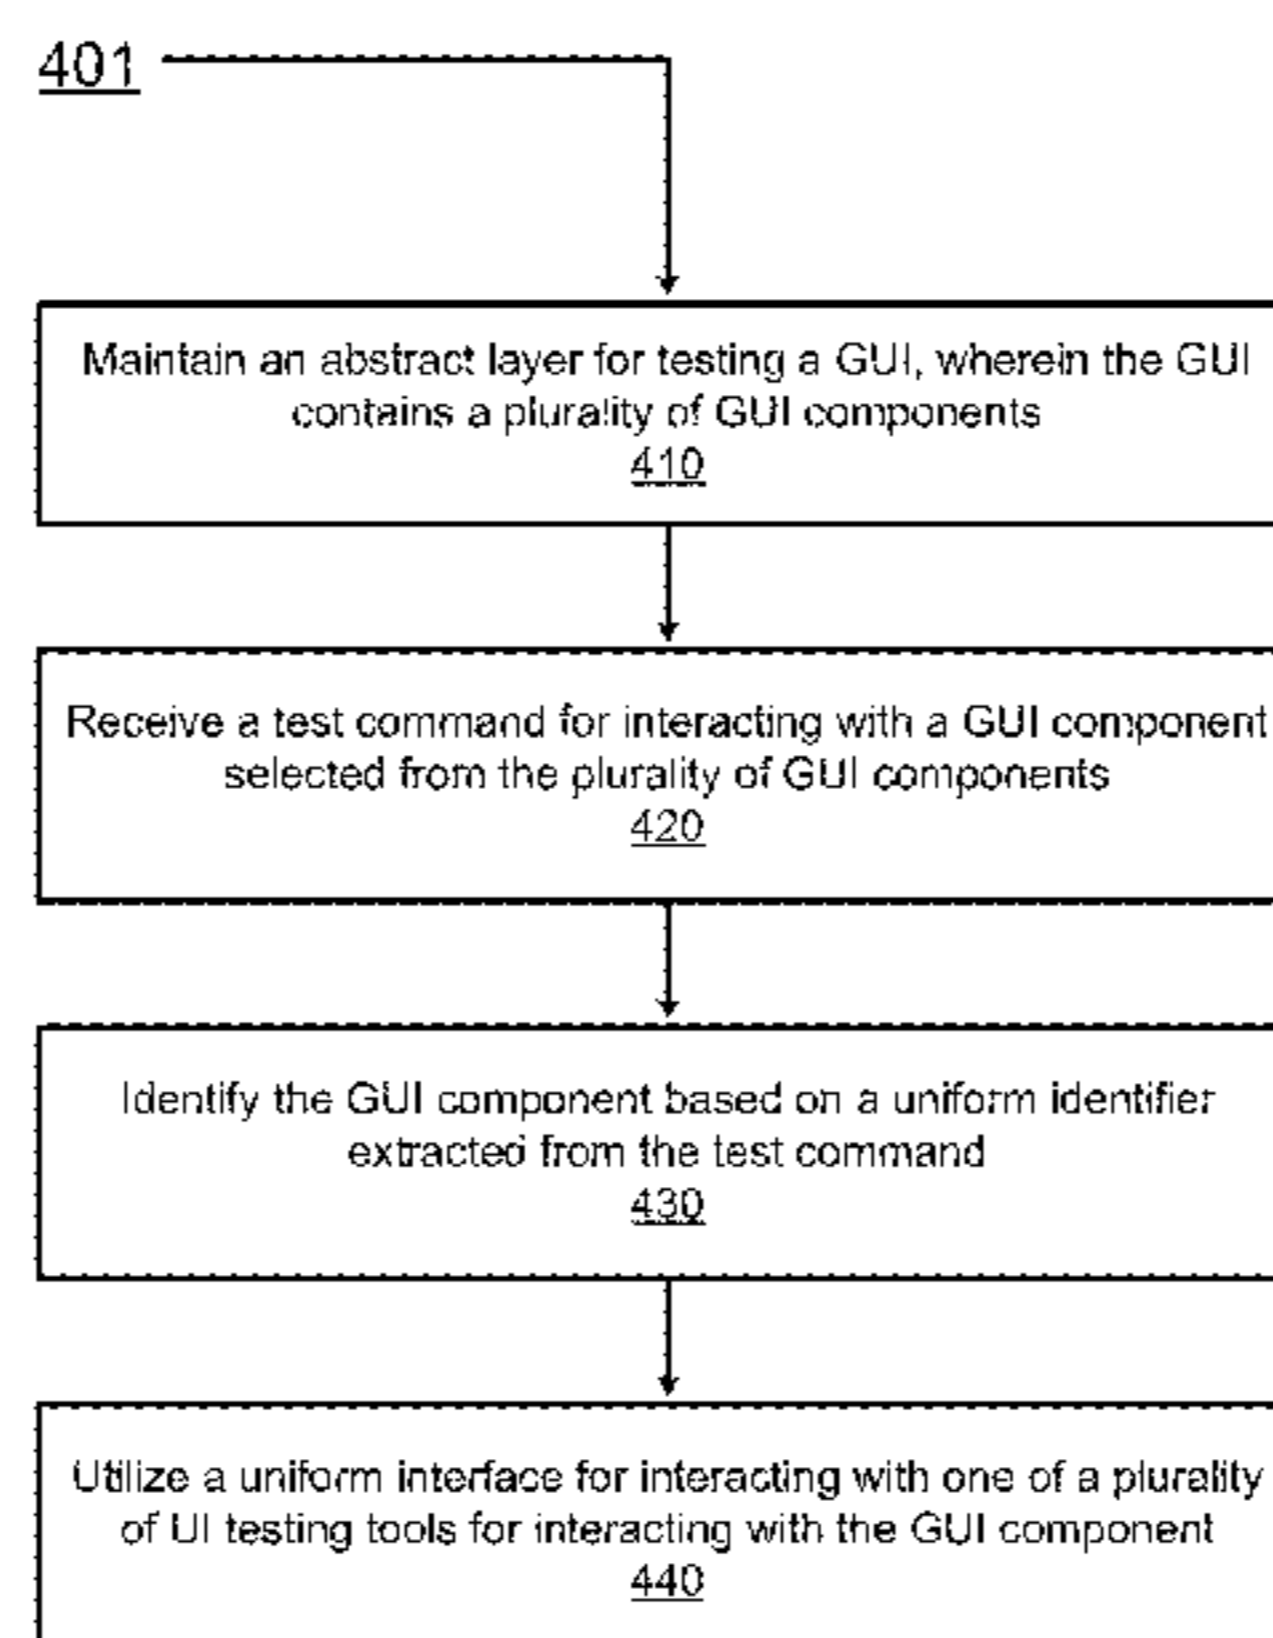 401
Maintain an abstract layer for testing a GUI, wherein the GUI
contains a plurality of GUI components
410
Receive a test command for interacting with a GUI component
selected from the plurality of GUI components
420
Identify the GUI component based on a uniform identifier
extracted from the test command
430
Utilize a uniform interface for interacting with one of a plurality
of UI testing tools for interacting with the GUI component
440